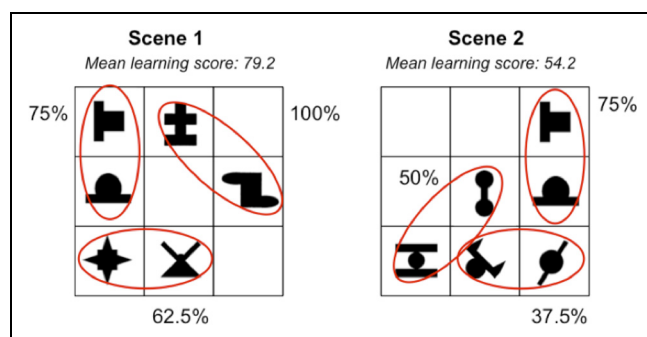 Scene 1
Mean learning score: 79.2
75%
100%
62.5%
Scene 2
Mean learning score: 54.2
75%
50%
37.5%